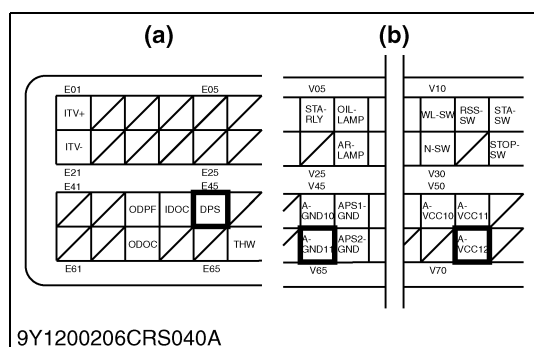 (a) (b)
E01 E05 V05 V10
ITV+ STA-RLY OIL-LAMP WL-SW RSS-SW STA-SW
ITV- AR-LAMP N-SW STOP-SW
E21 E25 V25 V30
E41 E45 V45 V50
ODPF IDOC DPS A-GND10 APS1-GND A-VCC10 A-VCC11
ODOC THW A-GND11 APS2-GND A-VCC12
E61 E65 V65 V70
9Y1200206CRS040A